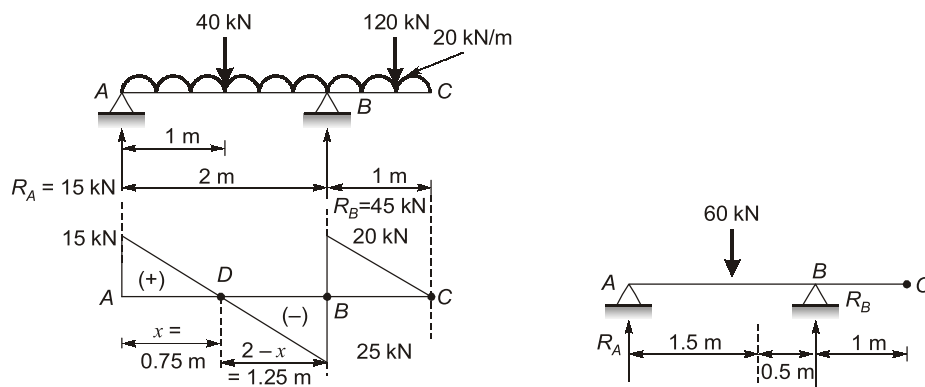 40 kN
120 kN
20 kN/m
A
B
C
1 m
2 m
1 m
R_A = 15 kN
R_B=45 kN
15 kN
20 kN
(+)
D
A
(–)
B
C
x =
0.75 m
2 – x
= 1.25 m
25 kN
60 kN
A
B
C
R_B
R_A
1.5 m
0.5 m
1 m